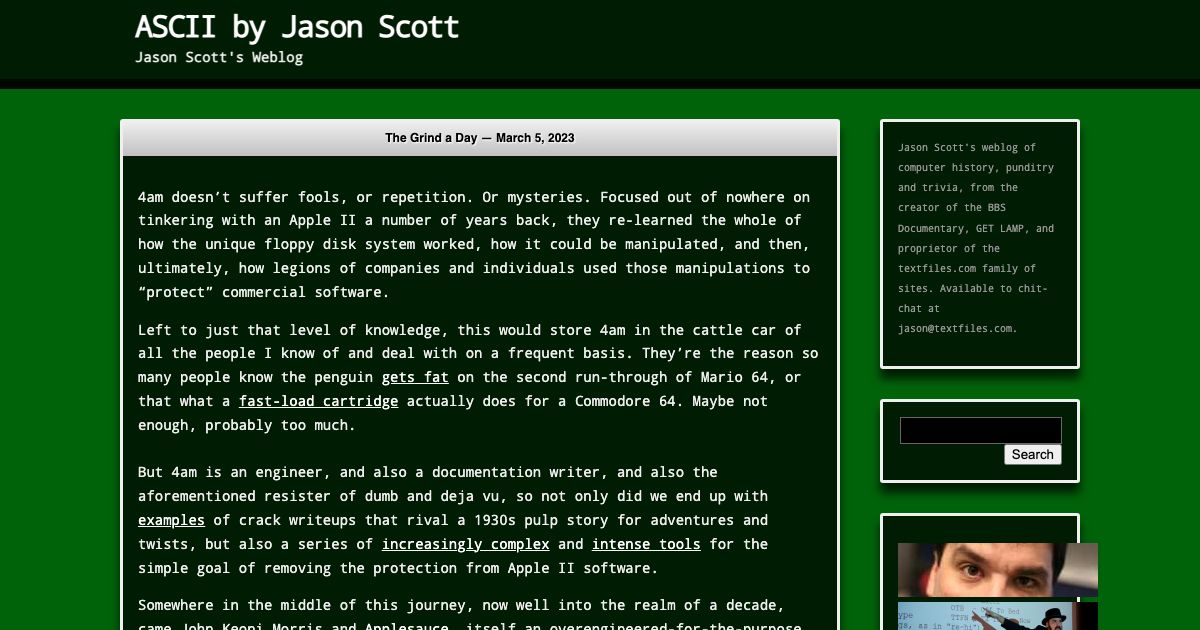 ASCII by Jason Scott
Jason Scott's Weblog
The Grind a Day — March 5, 2023
4am doesn’t suffer fools, or repetition. Or mysteries. Focused out of nowhere on
tinkering with an Apple II a number of years back, they re-learned the whole of
how the unique floppy disk system worked, how it could be manipulated, and then,
ultimately, how legions of companies and individuals used those manipulations to
“protect” commercial software.
Left to just that level of knowledge, this would store 4am in the cattle car of
all the people I know of and deal with on a frequent basis. They’re the reason so
many people know the penguin gets fat on the second run-through of Mario 64, or
that what a fast-load cartridge actually does for a Commodore 64. Maybe not
enough, probably too much.
But 4am is an engineer, and also a documentation writer, and also the
aforementioned resister of dumb and deja vu, so not only did we end up with
examples of crack writeups that rival a 1930s pulp story for adventures and
twists, but also a series of increasingly complex and intense tools for the
simple goal of removing the protection from Apple II software.
Somewhere in the middle of this journey, now well into the realm of a decade,
came John Keoni Morris and Applesauce, itself an overengineered-for-the-purpose
Jason Scott's weblog of
computer history, punditry
and trivia, from the
creator of the BBS
Documentary, GET LAMP, and
proprietor of the
textfiles.com family of
sites. Available to chit-
chat at
jason@textfiles.com.
Search